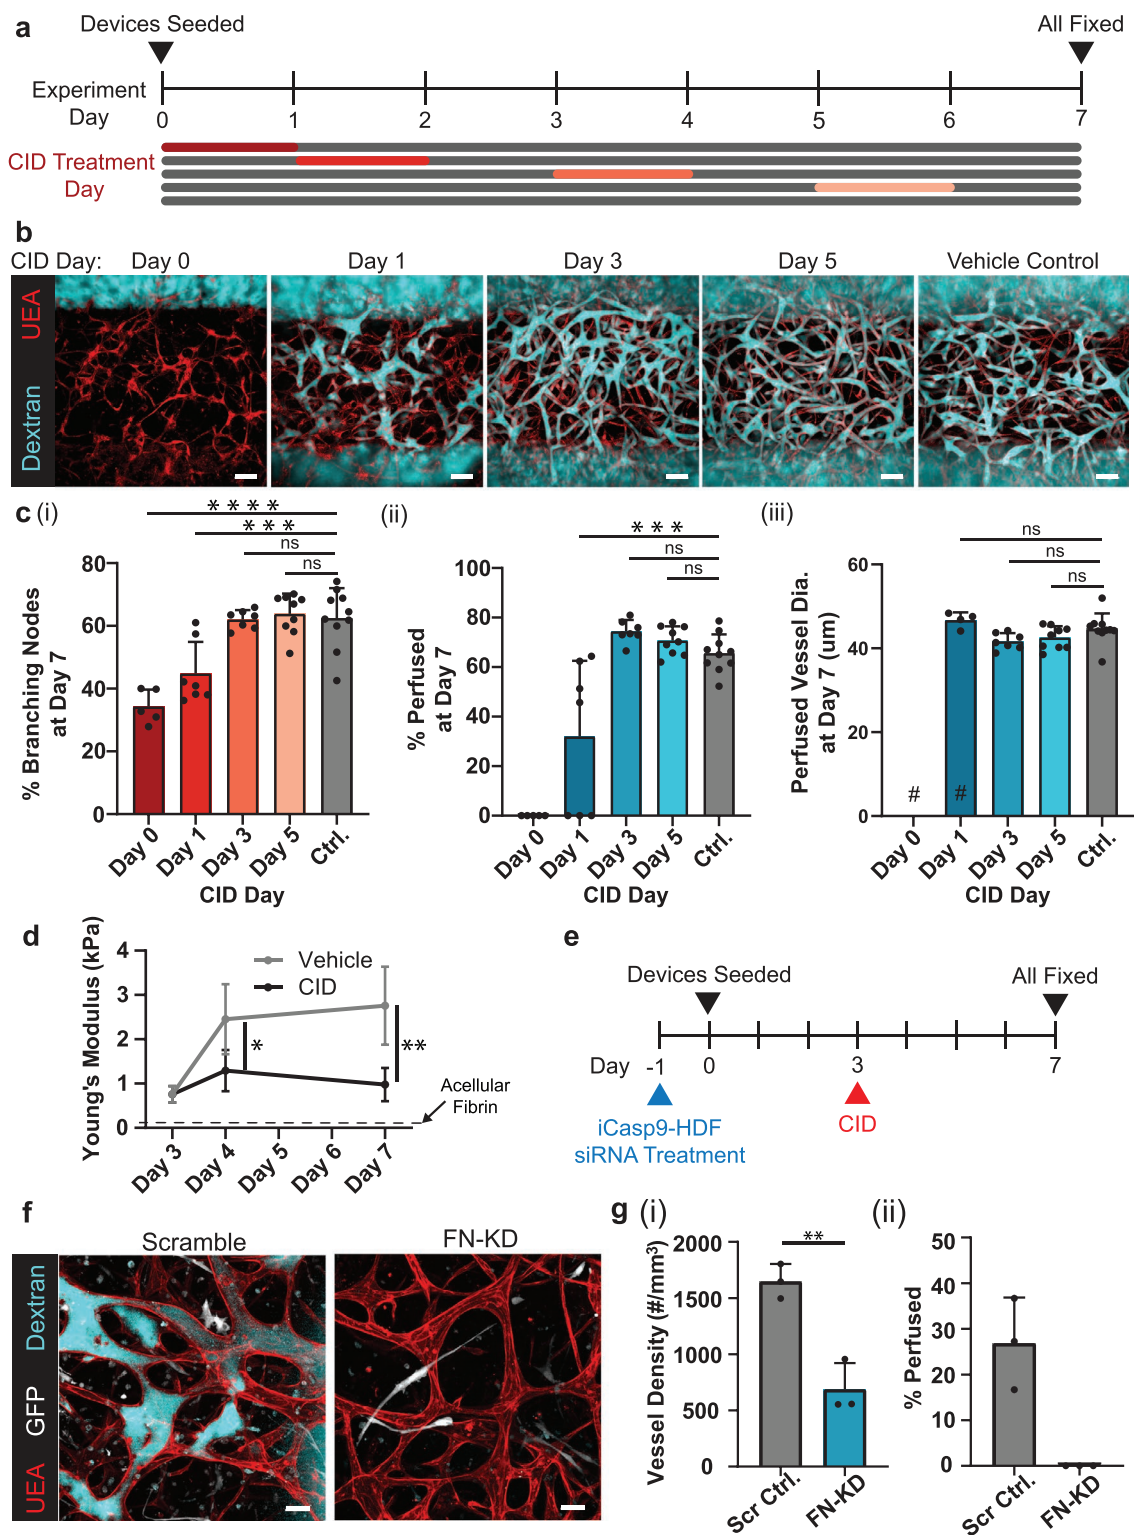 a
Devices Seeded
All Fixed
Experiment
Day
0 1 2 3 4 5 6 7
CID Treatment
Day
b
CID Day: Day 0 Day 1 Day 3 Day 5 Vehicle Control
Dextran UEA
c (i)
% Branching Nodes
at Day 7
80
60
40
20
0
****
***
ns
ns
Day 0 Day 1 Day 3 Day 5 Ctrl.
CID Day
(ii)
% Perfused
at Day 7
100
80
60
40
20
0
***
ns
ns
Day 0 Day 1 Day 3 Day 5 Ctrl.
CID Day
(iii)
Perfused Vessel Dia.
at Day 7 (um)
60
40
20
0
ns
ns
ns
# #
Day 0 Day 1 Day 3 Day 5 Ctrl.
CID Day
d
Young's Modulus (kPa)
4
3
2
1
0
Vehicle
CID
*
**
Acellular
Fibrin
Day 3 Day 4 Day 5 Day 6 Day 7
e
Devices Seeded
All Fixed
Day -1 0 3 7
iCasp9-HDF
siRNA Treatment
CID
f
Scramble FN-KD
UEA GFP Dextran
g (i)
Vessel Density (#/mm³)
2000
1500
1000
500
0
**
Scr Ctrl. FN-KD
(ii)
% Perfused
50
40
30
20
10
0
Scr Ctrl. FN-KD